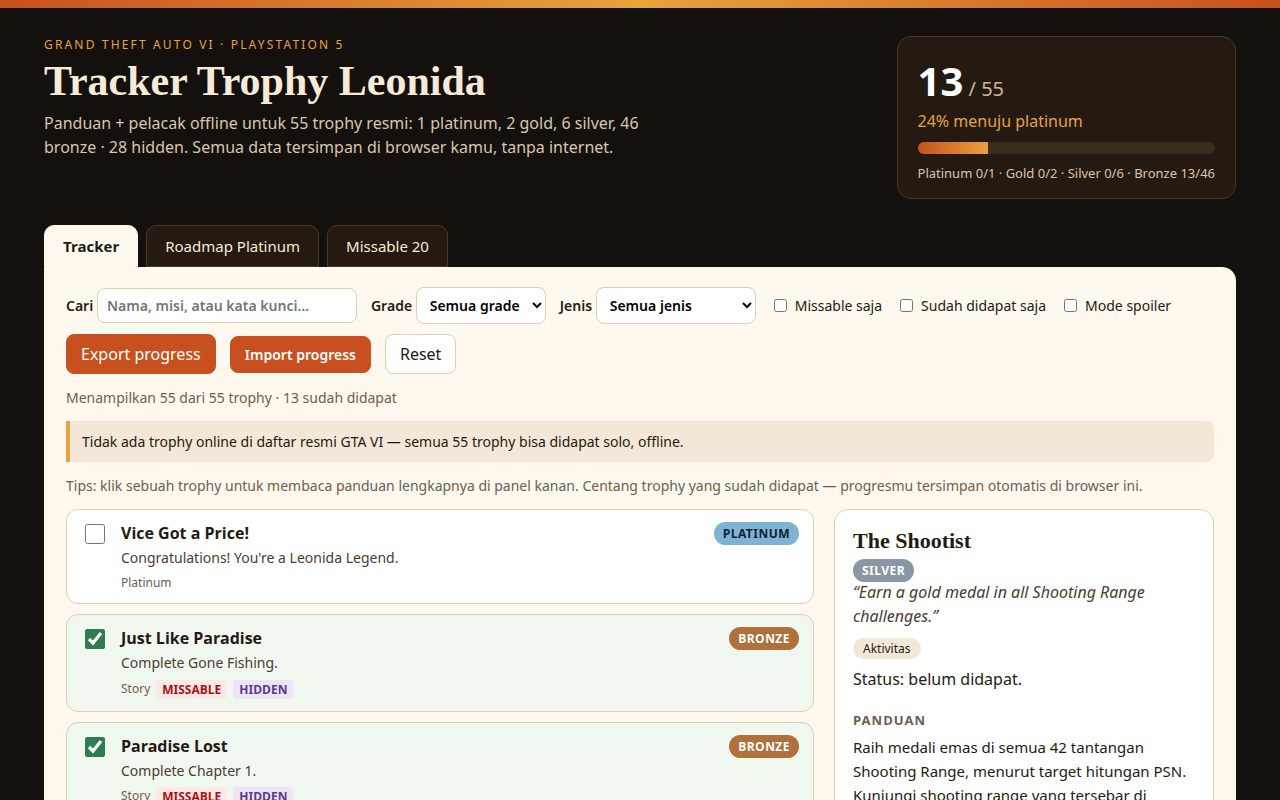 GRAND THEFT AUTO VI · PLAYSTATION 5
Tracker Trophy Leonida
Panduan + pelacak offline untuk 55 trophy resmi: 1 platinum, 2 gold, 6 silver, 46
bronze · 28 hidden. Semua data tersimpan di browser kamu, tanpa internet.
13 / 55
24% menuju platinum
Platinum 0/1 · Gold 0/2 · Silver 0/6 · Bronze 13/46
Tracker
Roadmap Platinum
Missable 20
Cari Nama, misi, atau kata kunci... Grade Semua grade Jenis Semua jenis Missable saja Sudah didapat saja Mode spoiler
Export progress Import progress Reset
Menampilkan 55 dari 55 trophy · 13 sudah didapat
Tidak ada trophy online di daftar resmi GTA VI — semua 55 trophy bisa didapat solo, offline.
Tips: klik sebuah trophy untuk membaca panduan lengkapnya di panel kanan. Centang trophy yang sudah didapat — progresmu tersimpan otomatis di browser ini.
Vice Got a Price! PLATINUM
Congratulations! You're a Leonida Legend.
Platinum
Just Like Paradise BRONZE
Complete Gone Fishing.
Story MISSABLE HIDDEN
Paradise Lost BRONZE
Complete Chapter 1.
Story MISSABLE HIDDEN
The Shootist
SILVER
“Earn a gold medal in all Shooting Range
challenges.”
Aktivitas
Status: belum didapat.
PANDUAN
Raih medali emas di semua 42 tantangan
Shooting Range, menurut target hitungan PSN.
Kunjungi shooting range yang tersebar di